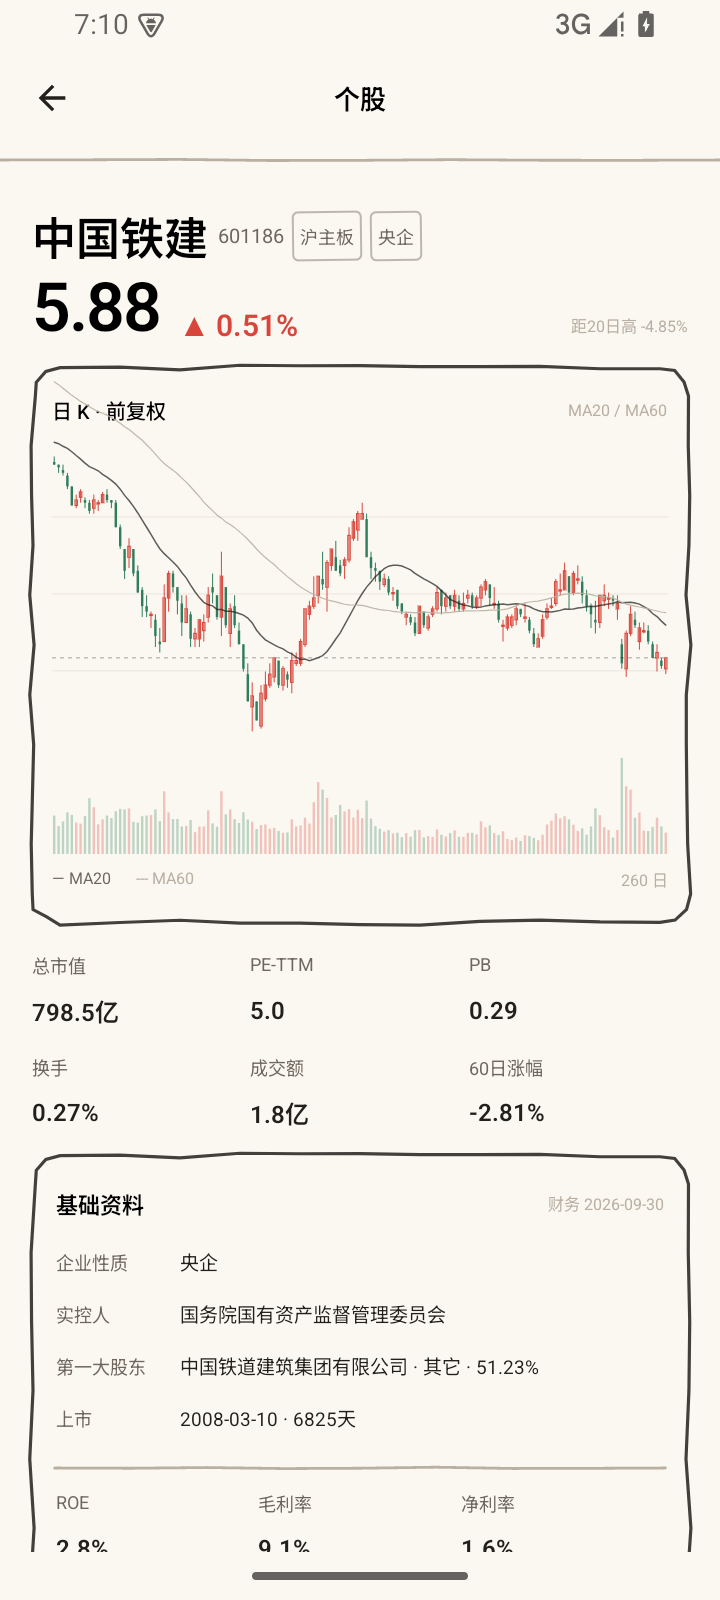 7:10 3G
个股
中国铁建 601186 沪主板 央企
5.88 ▲ 0.51% 距20日高 -4.85%
日 K · 前复权 MA20 / MA60
— MA20 — MA60 260 日
总市值 PE-TTM PB
798.5亿 5.0 0.29
换手 成交额 60日涨幅
0.27% 1.8亿 -2.81%
基础资料 财务 2026-09-30
企业性质 央企
实控人 国务院国有资产监督管理委员会
第一大股东 中国铁道建筑集团有限公司 · 其它 · 51.23%
上市 2008-03-10 · 6825天
ROE 毛利率 净利率
2.8% 9.1% 1.6%